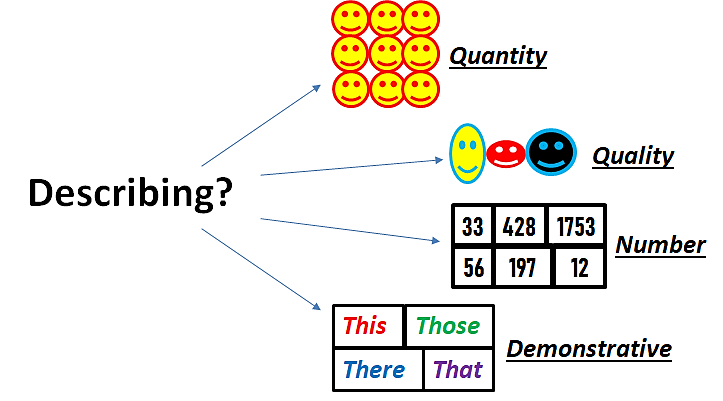 Quantity
Quality
Describing?
33 428 1753
Number
56 197 12
This Those
Demonstrative
There That